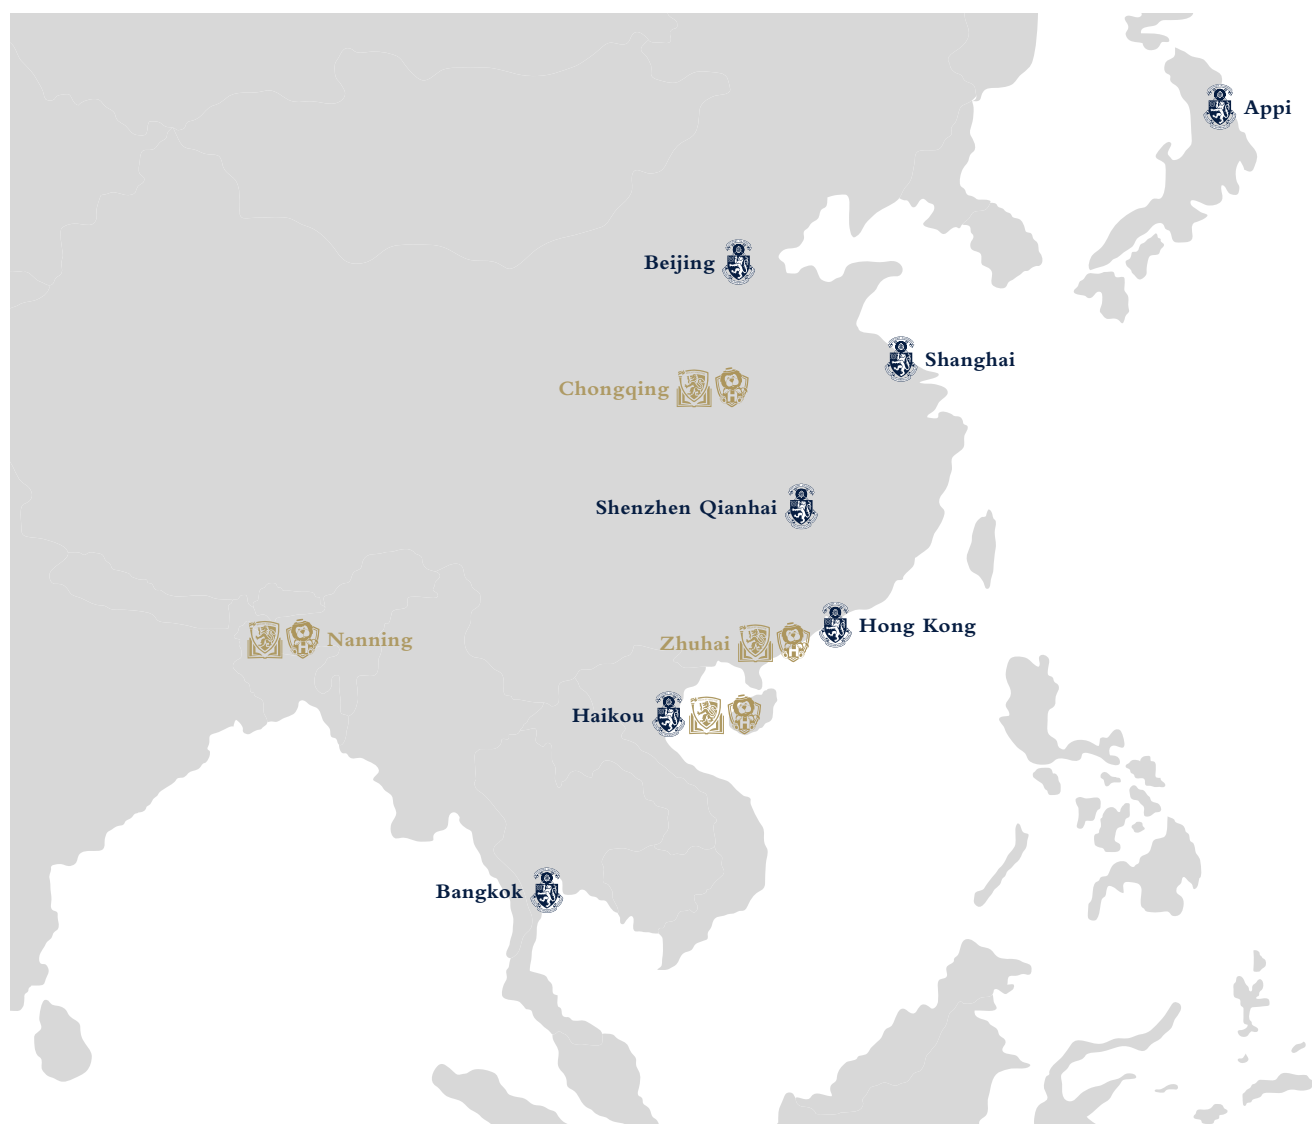 Appi
Beijing
Shanghai
Chongqing
Shenzhen Qianhai
Hong Kong
Nanning
Zhuhai
Haikou
Bangkok